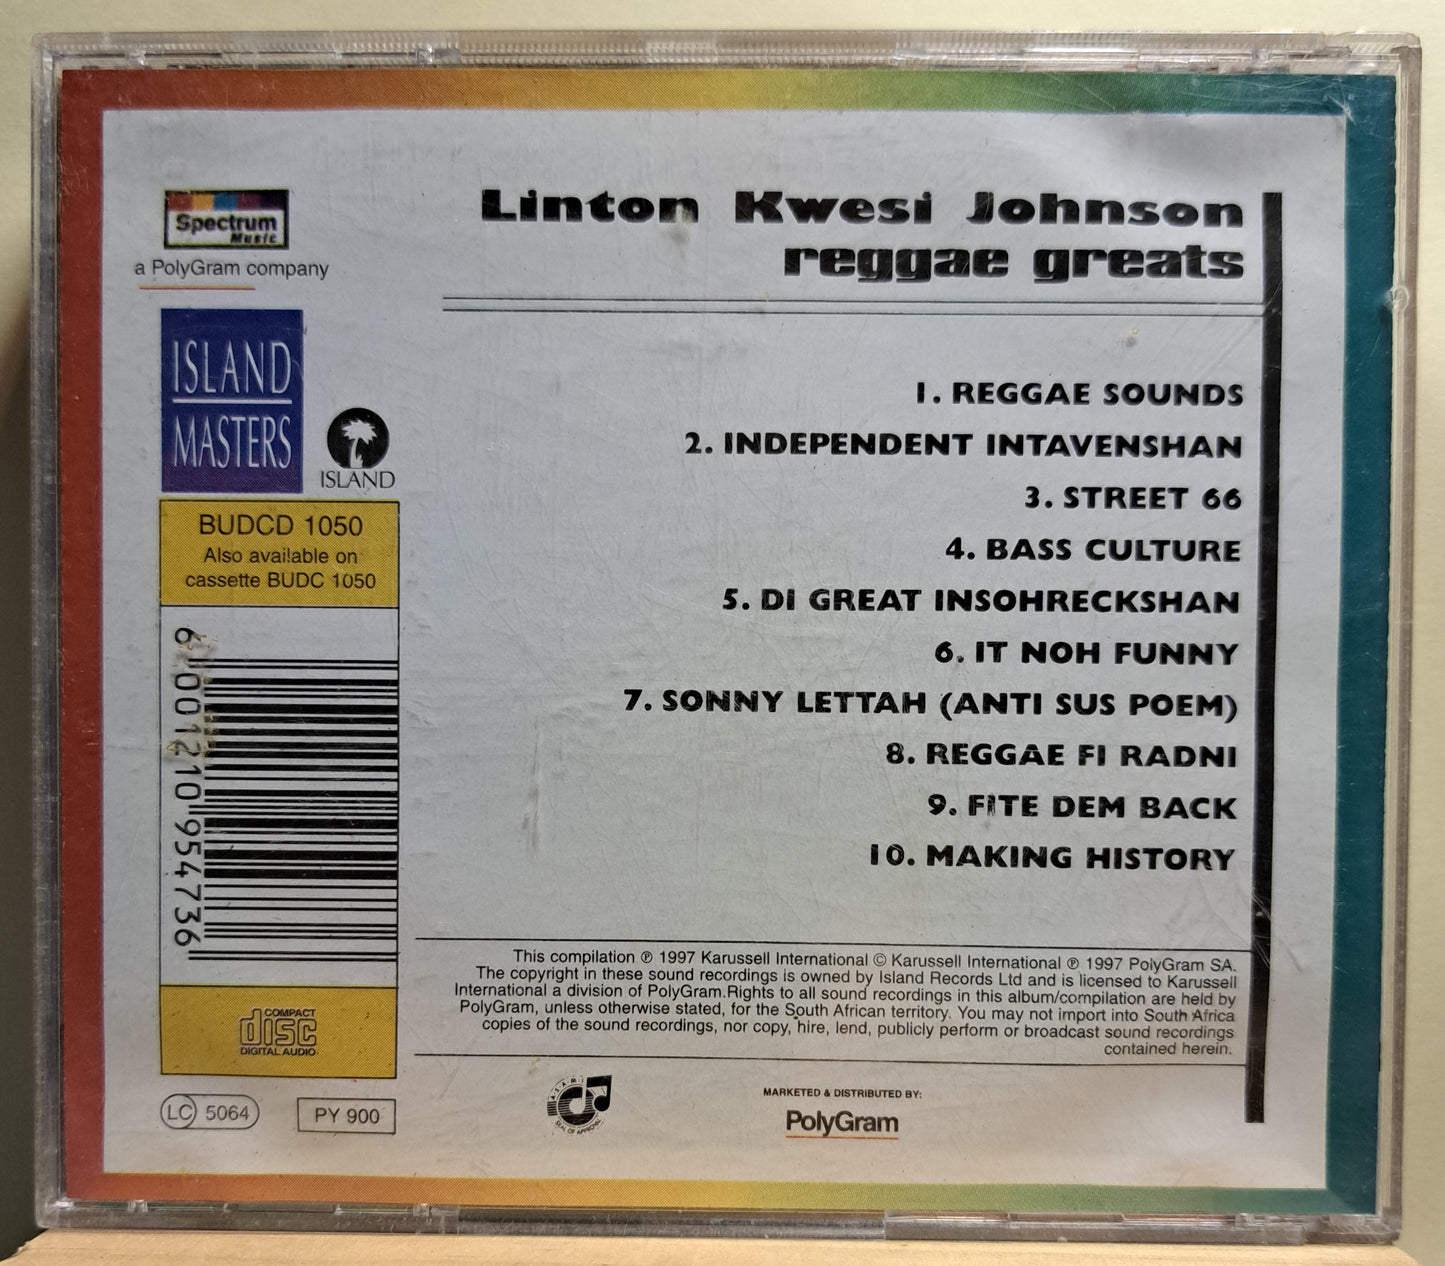 Spectrum
Music
a PolyGram company
Linton Kwesi Johnson
reggae greats
ISLAND
MASTERS
ISLAND
BUDCD 1050
Also available on
cassette BUDC 1050
6 001210 954736
1. REGGAE SOUNDS
2. INDEPENDENT INTAVENSHAN
3. STREET 66
4. BASS CULTURE
5. DI GREAT INSOHRECKSHAN
6. IT NOH FUNNY
7. SONNY LETTAH (ANTI SUS POEM)
8. REGGAE FI RADNI
9. FITE DEM BACK
10. MAKING HISTORY
This compilation ℗ 1997 Karussell International © Karussell International ℗ 1997 PolyGram SA.
The copyright in these sound recordings is owned by Island Records Ltd and is licensed to Karussell
International a division of PolyGram.Rights to all sound recordings in this album/compilation are held by
PolyGram, unless otherwise stated, for the South African territory. You may not import into South Africa
copies of the sound recordings, nor copy, hire, lend, publicly perform or broadcast sound recordings
contained herein.
COMPACT
disc
DIGITAL AUDIO
LC 5064
PY 900
A.S.A.M.I
SEAL OF APPROVAL
MARKETED & DISTRIBUTED BY:
PolyGram